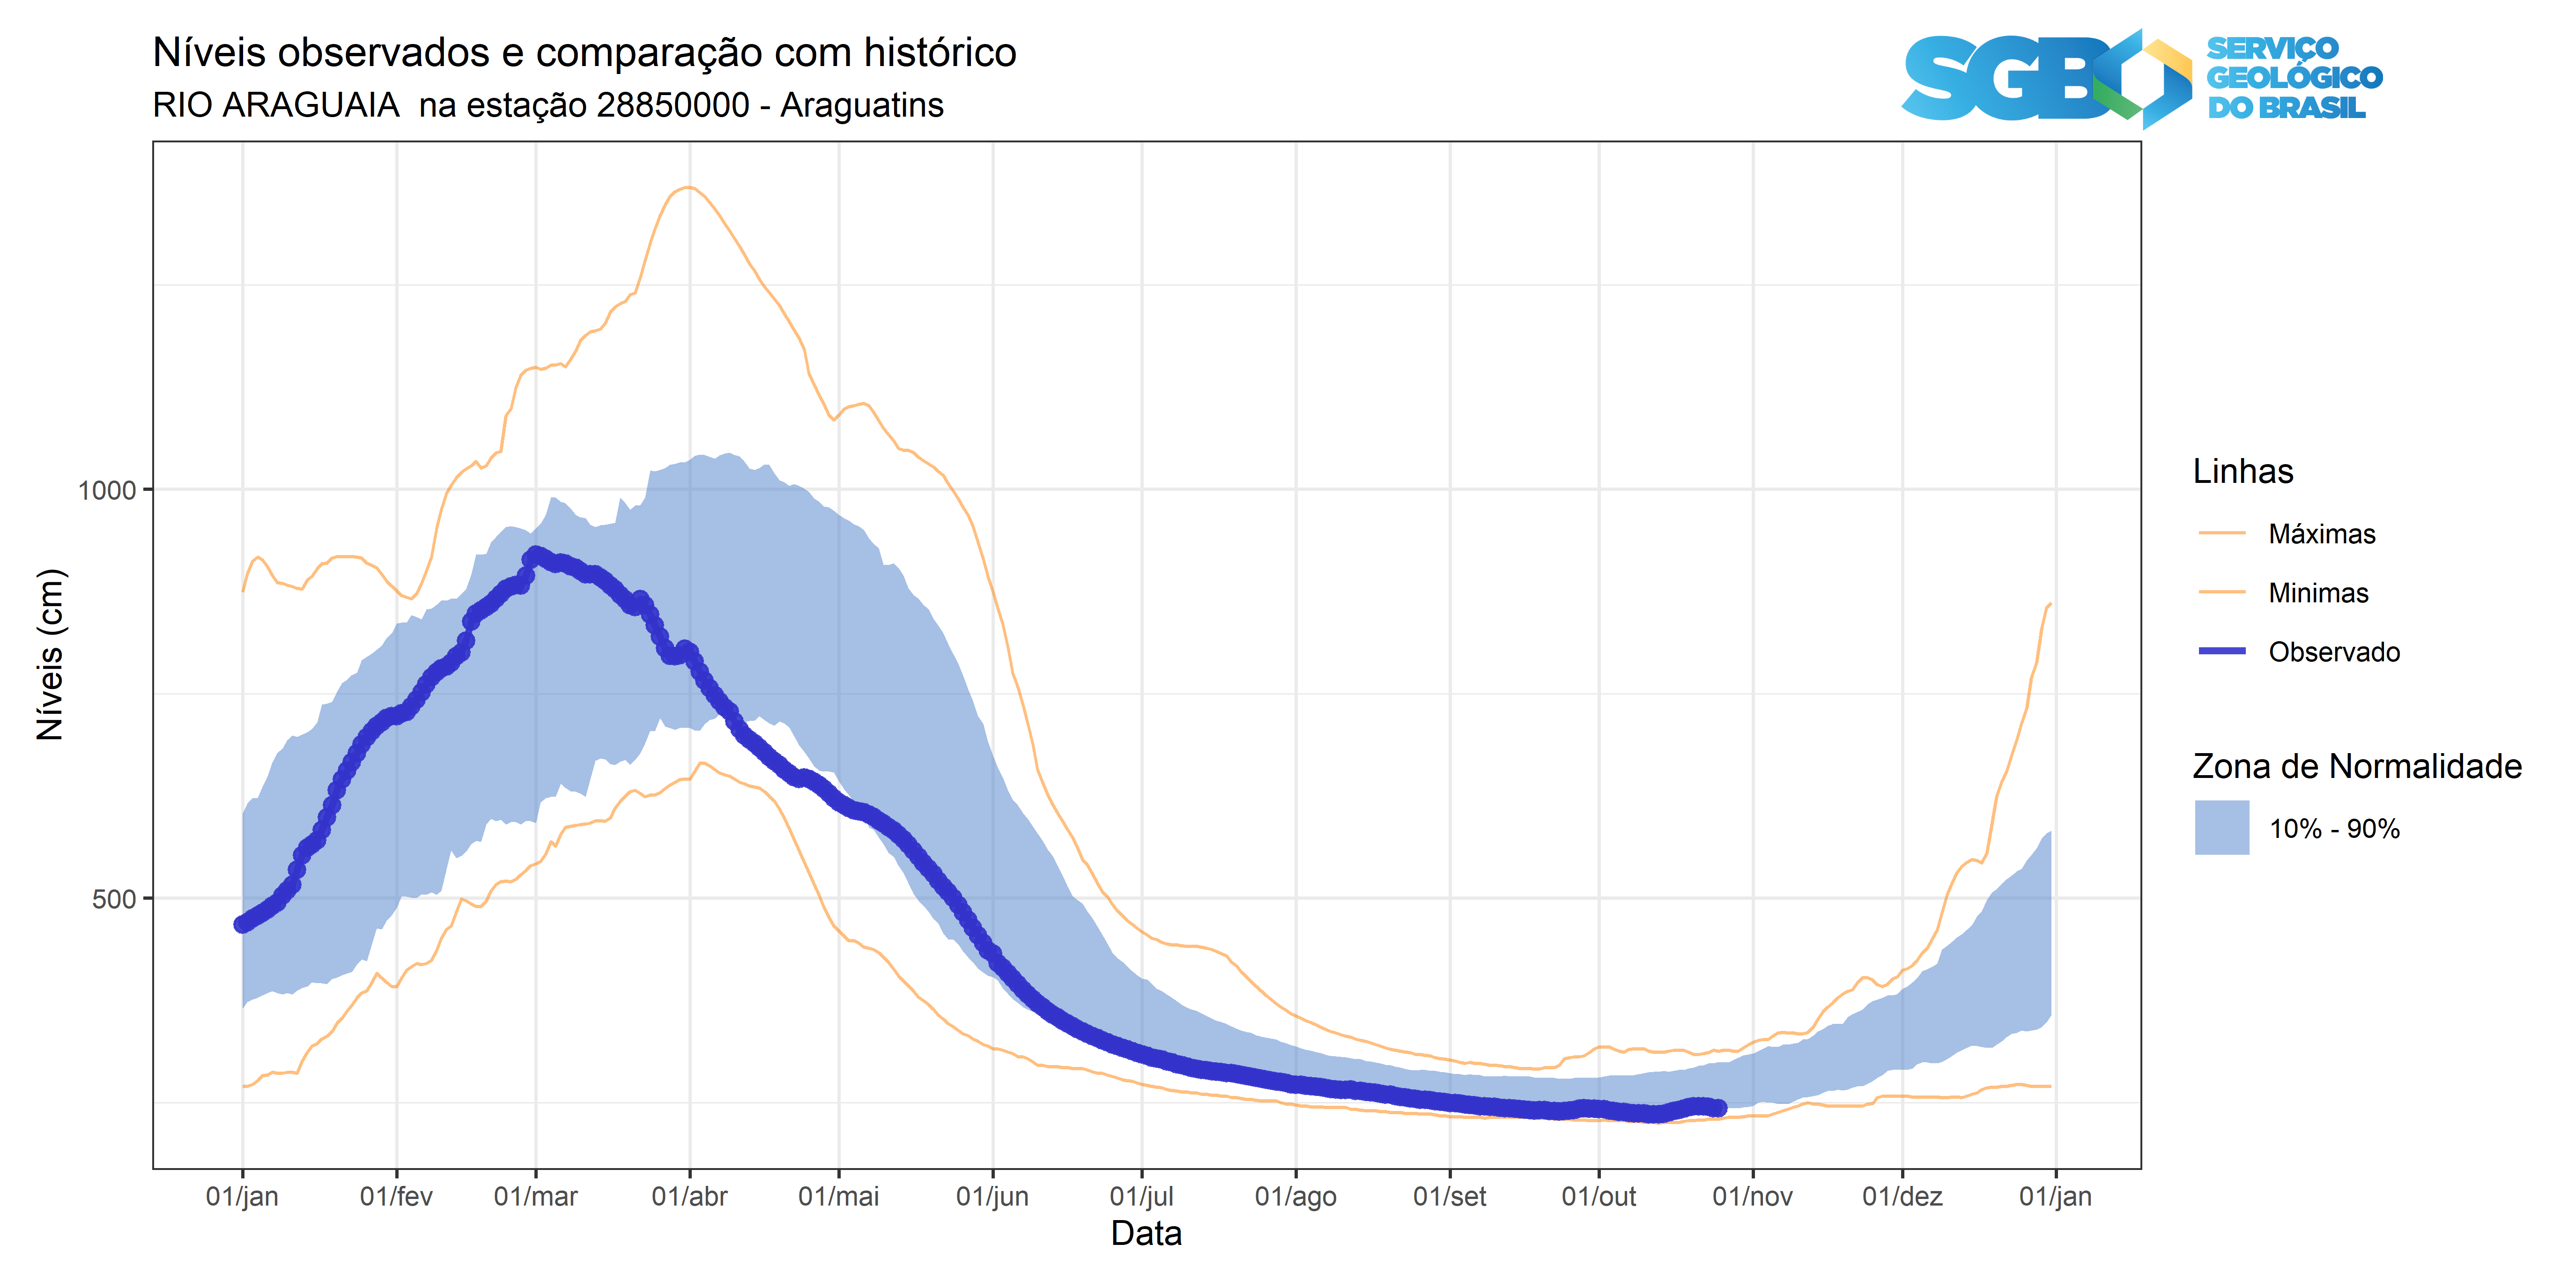 Níveis observados e comparação com histórico
RIO ARAGUAIA  na estação 28850000 - Araguatins
SGB
SERVIÇO
GEOLÓGICO
DO BRASIL
Níveis (cm)
1000
500
01/jan 01/fev 01/mar 01/abr 01/mai 01/jun 01/jul 01/ago 01/set 01/out 01/nov 01/dez 01/jan
Data
Linhas
Máximas
Minimas
Observado
Zona de Normalidade
10% - 90%